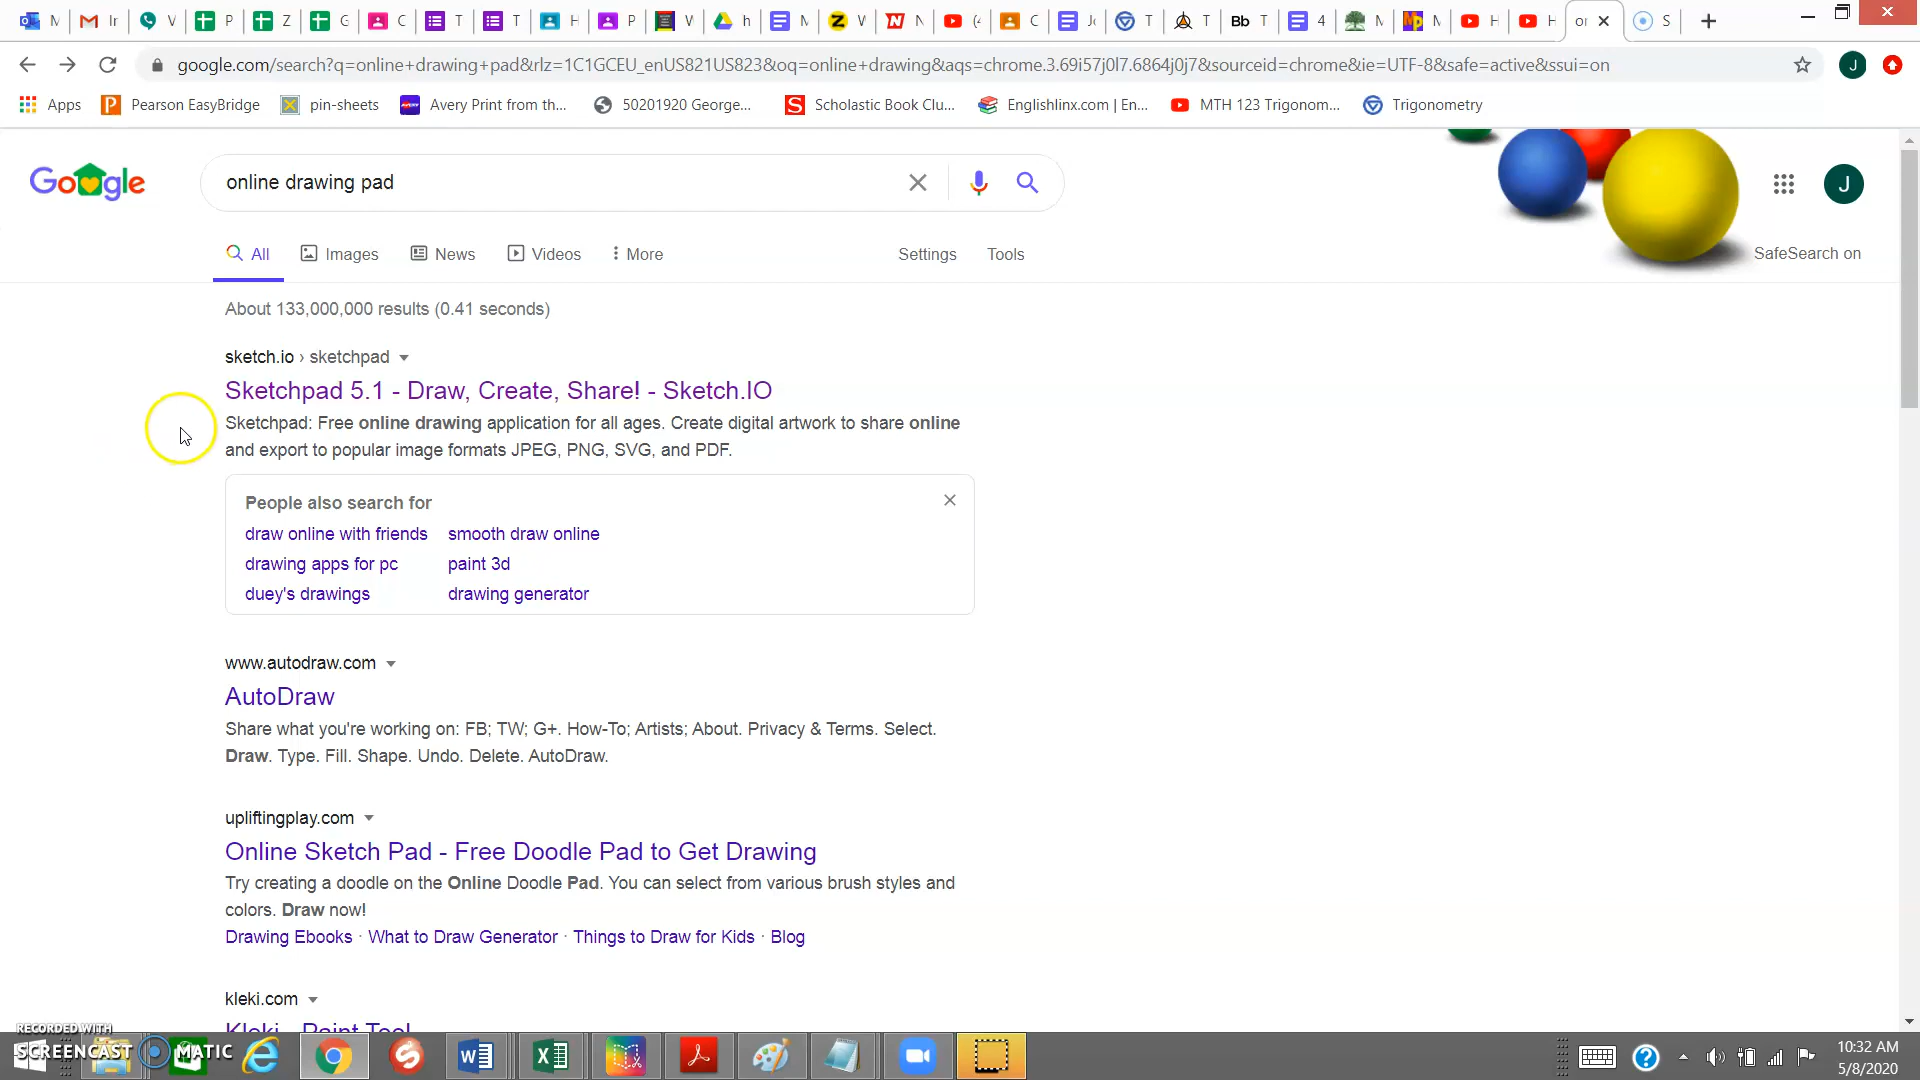 M Ir V P Z G C T T H P W h M W N (4 C Jo T T Bb T 4 M M H H or S
google.com/search?q=online+drawing+pad&rlz=1C1GCEU_enUS821US823&oq=online+drawing&aqs=chrome.3.69i57j0l7.6864j0j7&sourceid=chrome&ie=UTF-8&safe=active&ssui=on J
Apps Pearson EasyBridge pin-sheets Avery Print from th... 50201920 George... Scholastic Book Clu... Englishlinx.com | En... MTH 123 Trigonom... Trigonometry
Google online drawing pad J
All Images News Videos More Settings Tools SafeSearch on
About 133,000,000 results (0.41 seconds)
sketch.io › sketchpad
Sketchpad 5.1 - Draw, Create, Share! - Sketch.IO
Sketchpad: Free online drawing application for all ages. Create digital artwork to share online
and export to popular image formats JPEG, PNG, SVG, and PDF.
People also search for
draw online with friends smooth draw online
drawing apps for pc paint 3d
duey's drawings drawing generator
www.autodraw.com
AutoDraw
Share what you're working on: FB; TW; G+. How-To; Artists; About. Privacy & Terms. Select.
Draw. Type. Fill. Shape. Undo. Delete. AutoDraw.
upliftingplay.com
Online Sketch Pad - Free Doodle Pad to Get Drawing
Try creating a doodle on the Online Doodle Pad. You can select from various brush styles and
colors. Draw now!
Drawing Ebooks · What to Draw Generator · Things to Draw for Kids · Blog
kleki.com
Kleki - Paint Tool
RECORDED WITH
SCREENCAST MATIC
10:32 AM
5/8/2020